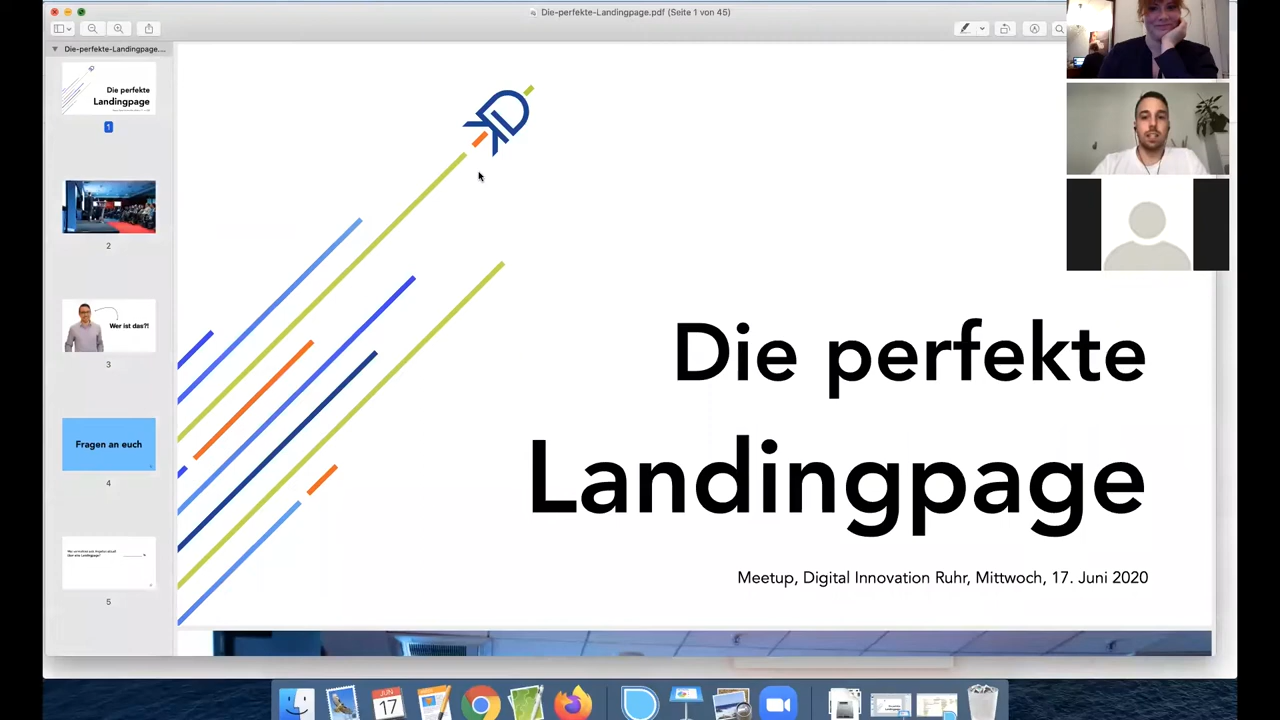 Die-perfekte-Landingpage.pdf (Seite 1 von 45)
Die-perfekte-Landingpage....
Die perfekte
Landingpage
1
2
Wer ist das?!
3
Fragen an euch
4
5
Die perfekte
Landingpage
Meetup, Digital Innovation Ruhr, Mittwoch, 17. Juni 2020
JUN
17